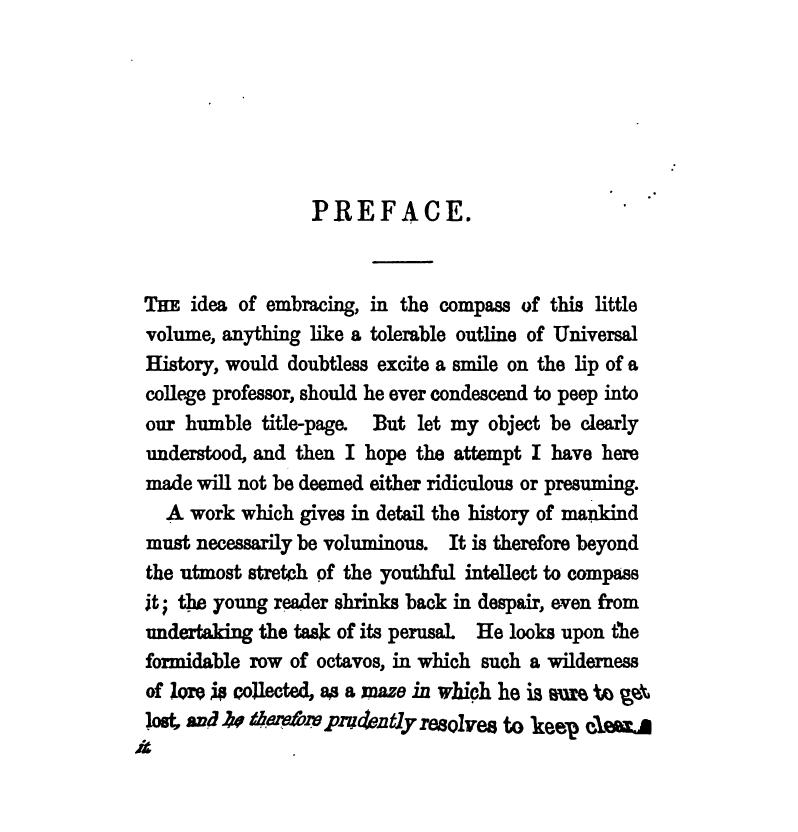 PREFACE.
THE idea of embracing, in the compass of this little
volume, anything like a tolerable outline of Universal
History, would doubtless excite a smile on the lip of a
college professor, should he ever condescend to peep into
our humble title-page. But let my object be clearly
understood, and then I hope the attempt I have here
made will not be deemed either ridiculous or presuming.
A work which gives in detail the history of mankind
must necessarily be voluminous. It is therefore beyond
the utmost stretch of the youthful intellect to compass
it; the young reader shrinks back in despair, even from
undertaking the task of its perusal. He looks upon the
formidable row of octavos, in which such a wilderness
of lore is collected, as a maze in which he is sure to get
lost, and he therefore prudently resolves to keep clear
it.